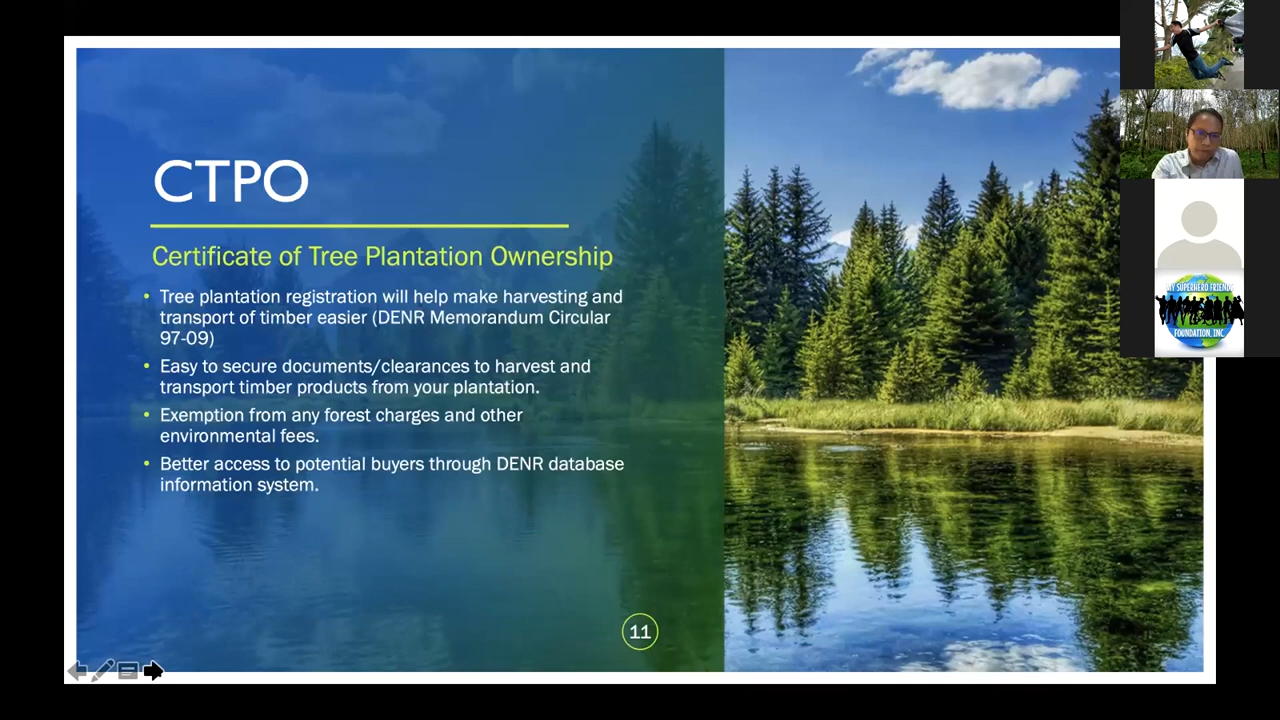 CTPO
Certificate of Tree Plantation Ownership
• Tree plantation registration will help make harvesting and
transport of timber easier (DENR Memorandum Circular
97-09)
• Easy to secure documents/clearances to harvest and
transport timber products from your plantation.
• Exemption from any forest charges and other
environmental fees.
• Better access to potential buyers through DENR database
information system.
11
MY SUPERHERO FRIENDS
FOUNDATION, INC